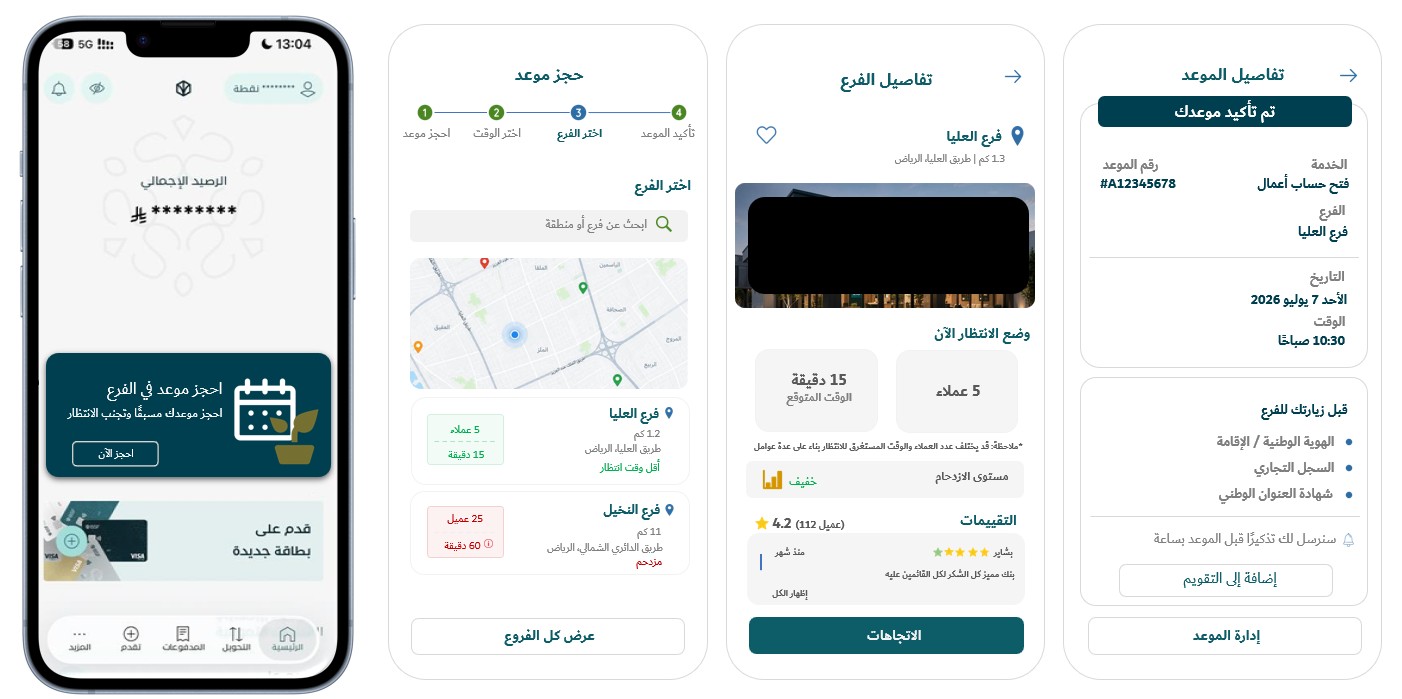 13:04
5G
58
نقطة ********
الرصيد الإجمالي
********
احجز موعد في الفرع
احجز موعدك مسبقًا وتجنب الانتظار
احجز الآن
قدم على
بطاقة جديدة
VISA
VISA
الرئيسية
التحويل
المدفوعات
تقدم
المزيد
حجز موعد
1
2
3
4
احجز موعد
اختر الوقت
اختر الفرع
تأكيد الموعد
اختر الفرع
ابحث عن فرع أو منطقة
الملقا
الياسمين
الصحافة
العقيق
المروج
الربيع
فرع العليا
1.2 كم
طريق العليا، الرياض
أقل وقت انتظار
5 عملاء
15 دقيقة
فرع النخيل
11 كم
طريق الدائري الشمالي، الرياض
مزدحم
25 عميل
60 دقيقة
عرض كل الفروع
تفاصيل الفرع
فرع العليا
1.3 كم | طريق العليا، الرياض
وضع الانتظار الآن
5 عملاء
15 دقيقة
الوقت المتوقع
*ملاحظة: قد يختلف عدد العملاء والوقت المستغرق للانتظار بناء على عدة عوامل
مستوى الازدحام
خفيف
التقييمات
4.2 (112 عميل)
بشاير
منذ شهر
بنك مميز كل الشكر لكل القائمين عليه
إظهار الكل
الاتجاهات
تفاصيل الموعد
تم تأكيد موعدك
الخدمة
فتح حساب أعمال
رقم الموعد
#A12345678
الفرع
فرع العليا
التاريخ
الأحد 7 يوليو 2026
الوقت
10:30 صباحًا
قبل زيارتك للفرع
الهوية الوطنية / الإقامة
السجل التجاري
شهادة العنوان الوطني
سنرسل لك تذكيرًا قبل الموعد بساعة
إضافة إلى التقويم
إدارة الموعد